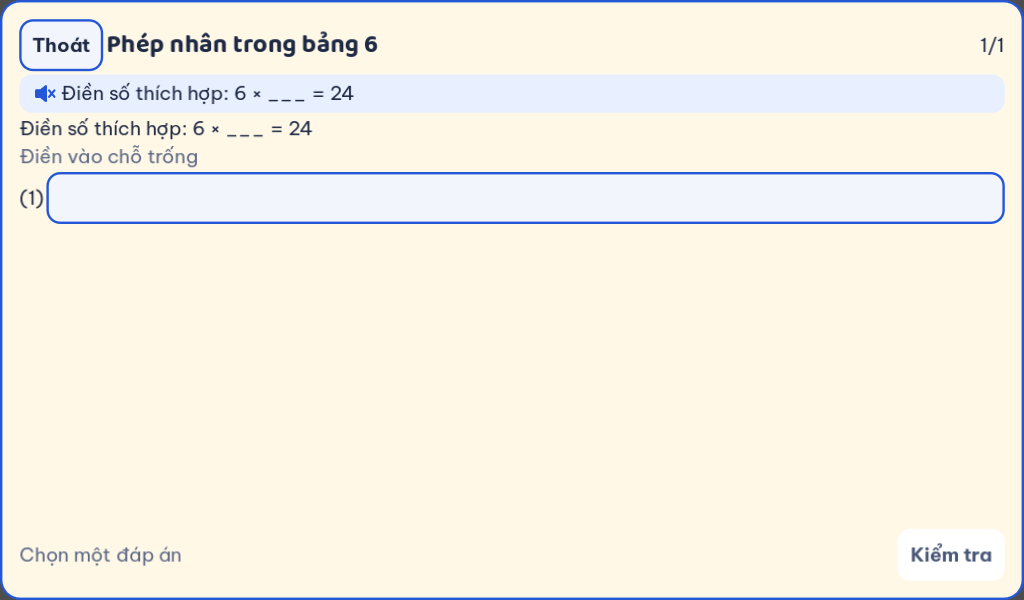 Thoát Phép nhân trong bảng 6 1/1
Điền số thích hợp: 6 × ___ = 24
Điền số thích hợp: 6 × ___ = 24
Điền vào chỗ trống
(1)
Chọn một đáp án Kiểm tra